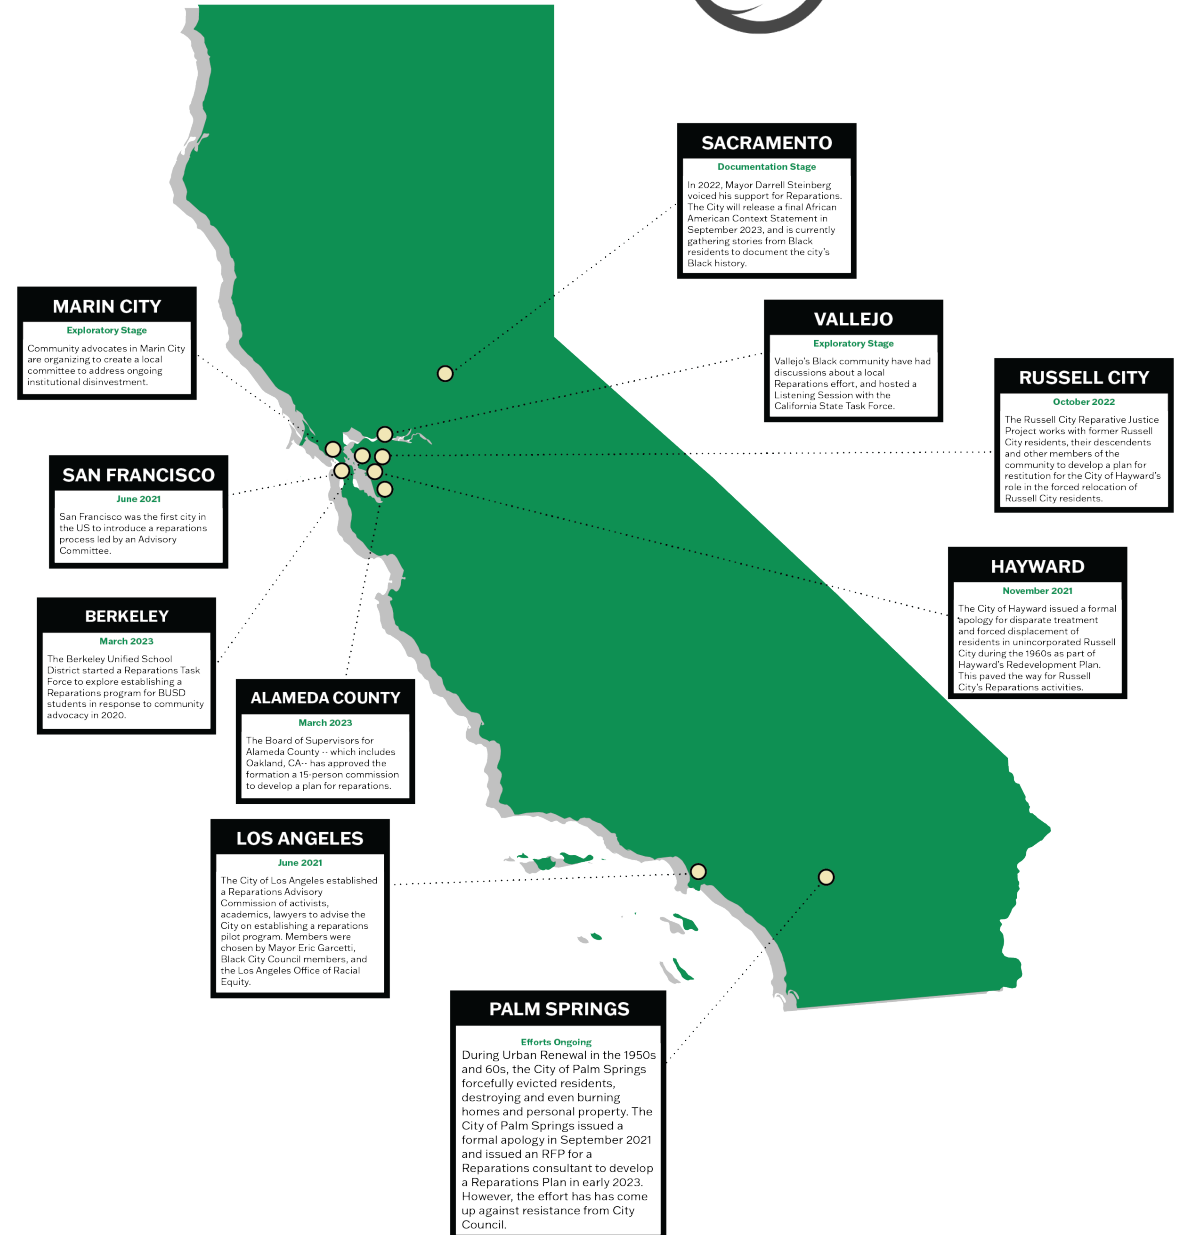 SACRAMENTO
Documentation Stage
In 2022, Mayor Darrell Steinberg
voiced his support for Reparations.
The City will release a final African
American Context Statement in
September 2023, and is currently
gathering stories from Black
residents to document the city's
Black history.
MARIN CITY
Exploratory Stage
Community advocates in Marin City
are organizing to create a local
committee to address ongoing
institutional disinvestment.
VALLEJO
Exploratory Stage
Vallejo's Black community have had
discussions about a local
Reparations effort, and hosted a
Listening Session with the
California State Task Force.
RUSSELL CITY
October 2022
The Russell City Reparative Justice
Project works with former Russell
City residents, their descendents
and other members of the
community to develop a plan for
restitution for the City of Hayward's
role in the forced relocation of
Russell City residents.
SAN FRANCISCO
June 2021
San Francisco was the first city in
the US to introduce a reparations
process led by an Advisory
Committee.
HAYWARD
November 2021
The City of Hayward issued a formal
apology for disparate treatment
and forced displacement of
residents in unincorporated Russell
City during the 1960s as part of
Hayward's Redevelopment Plan.
This paved the way for Russell
City's Reparations activities.
BERKELEY
March 2023
The Berkeley Unified School
District started a Reparations Task
Force to explore establishing a
Reparations program for BUSD
students in response to community
advocacy in 2020.
ALAMEDA COUNTY
March 2023
The Board of Supervisors for
Alameda County -- which includes
Oakland, CA-- has approved the
formation a 15-person commission
to develop a plan for reparations.
LOS ANGELES
June 2021
The City of Los Angeles established
a Reparations Advisory
Commission of activists,
academics, lawyers to advise the
City on establishing a reparations
pilot program. Members were
chosen by Mayor Eric Garcetti,
Black City Council members, and
the Los Angeles Office of Racial
Equity.
PALM SPRINGS
Efforts Ongoing
During Urban Renewal in the 1950s
and 60s, the City of Palm Springs
forcefully evicted residents,
destroying and even burning
homes and personal property. The
City of Palm Springs issued a
formal apology in September 2021
and issued an RFP for a
Reparations consultant to develop
a Reparations Plan in early 2023.
However, the effort has has come
up against resistance from City
Council.